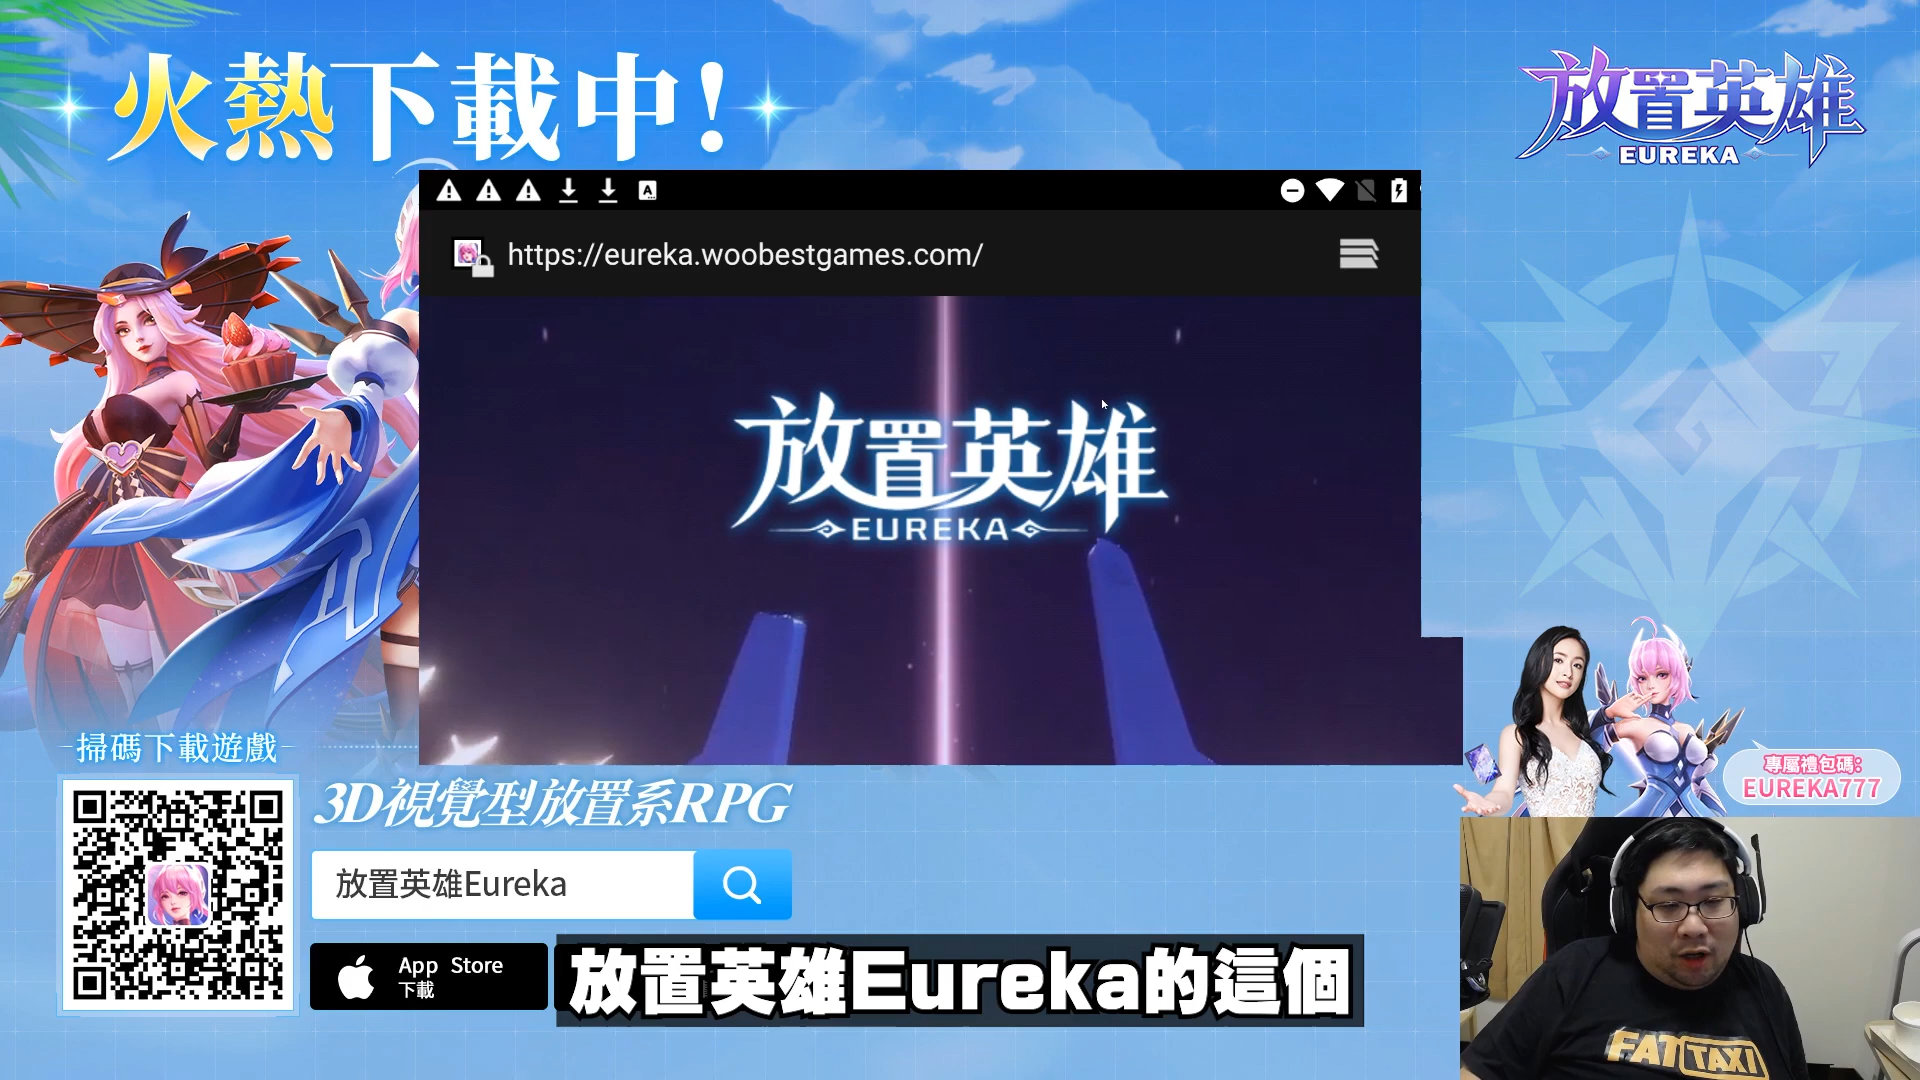 火熱下載中!
放置英雄
EUREKA
https://eureka.woobestgames.com/
放置英雄
EUREKA
掃碼下載遊戲
3D視覺型放置系RPG
放置英雄Eureka
App Store
下載
放置英雄Eureka的這個
專屬禮包碼:
EUREKA777
FAT TAXI